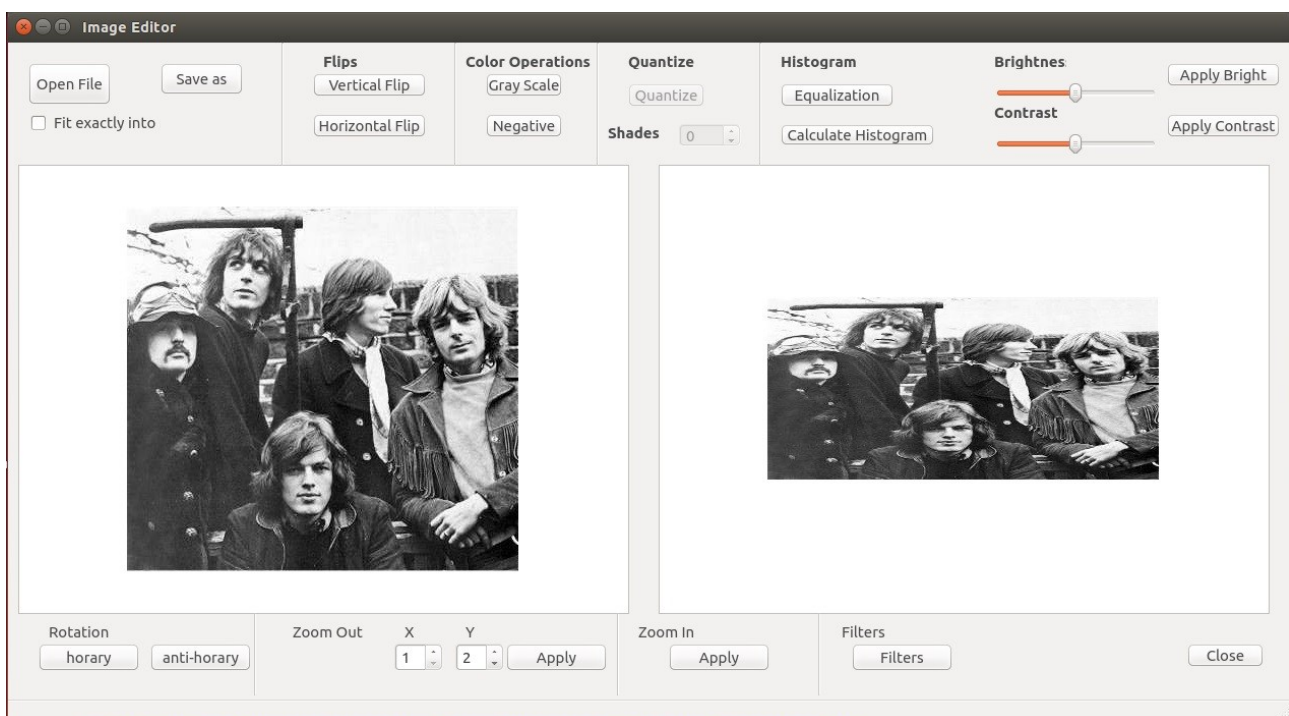 Image Editor
Flips Color Operations Quantize Histogram Brightnes
Open File Save as Vertical Flip Gray Scale Quantize Equalization Apply Bright
Fit exactly into Horizontal Flip Negative Shades 0 Calculate Histogram Contrast Apply Contrast
Rotation Zoom Out X Y Zoom In Filters
horary anti-horary 1 2 Apply Apply Filters Close